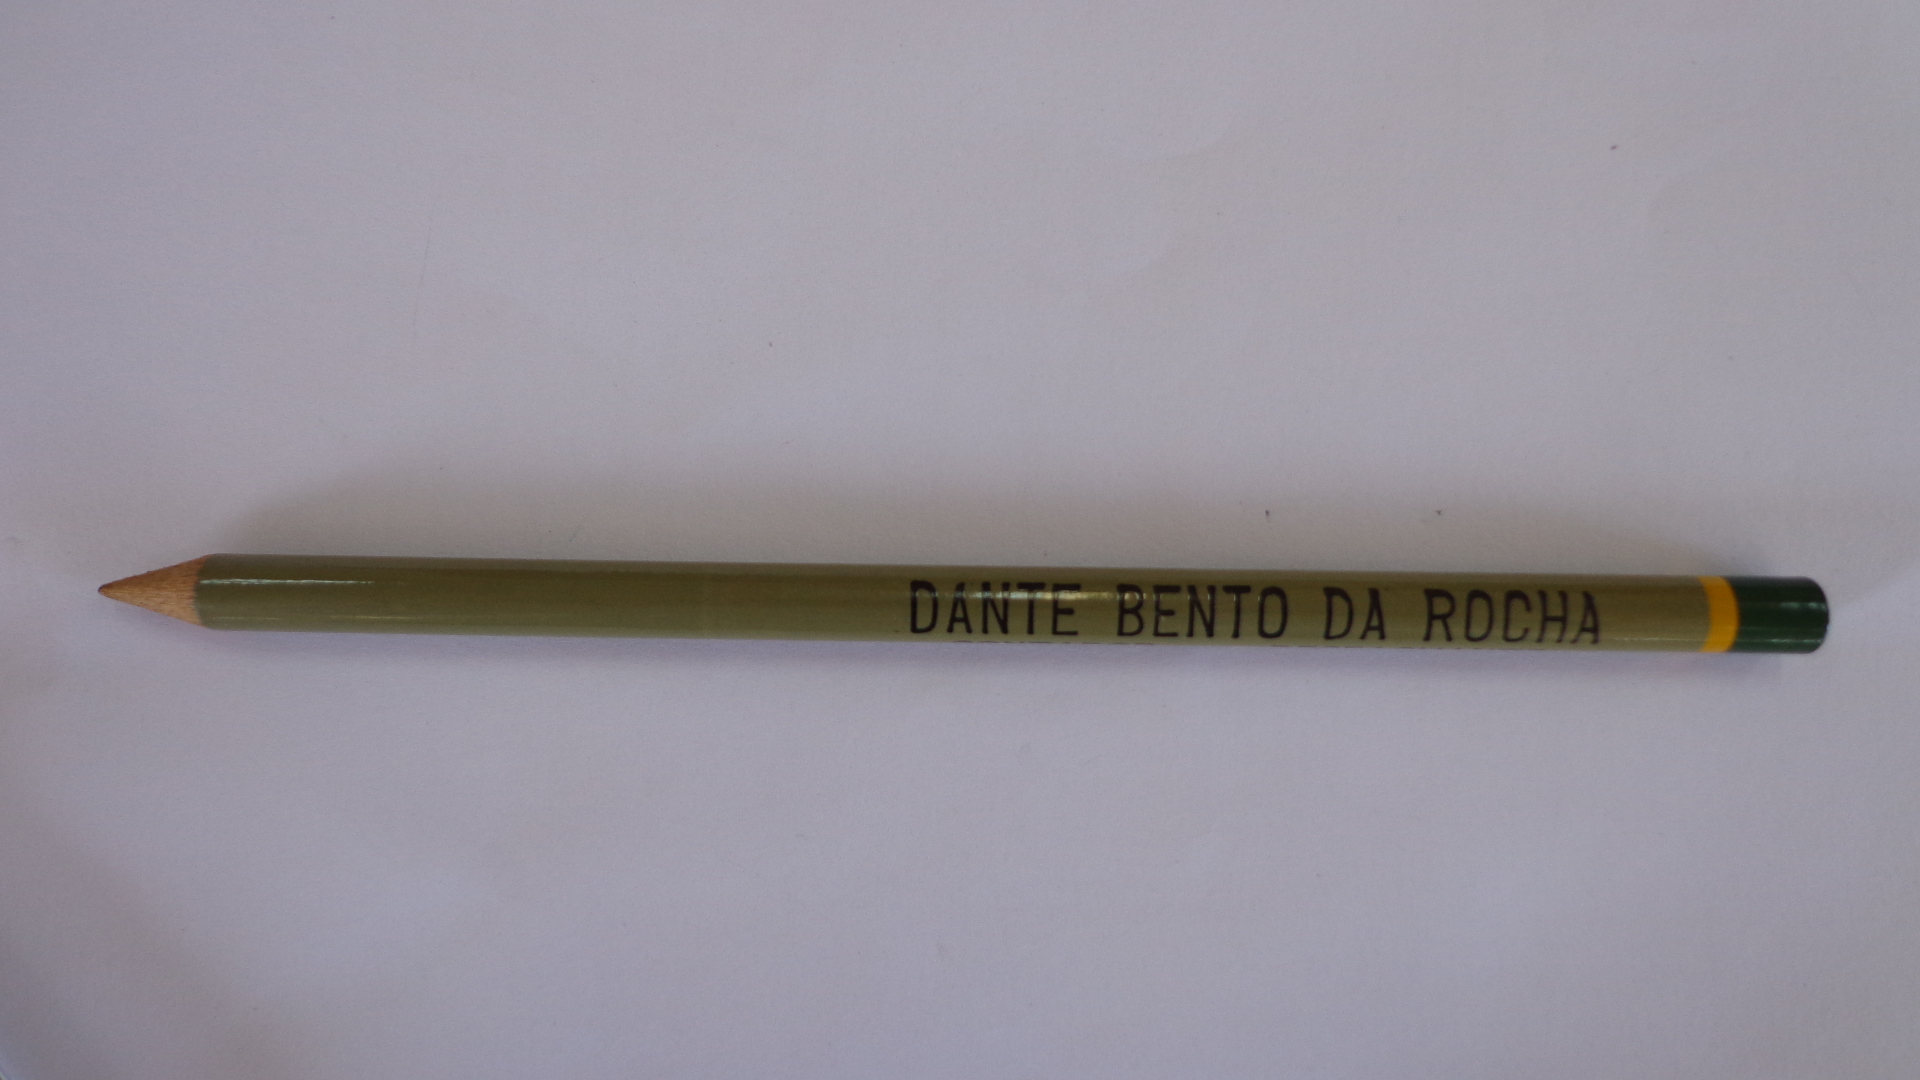 DANTE BENTO DA ROCHA